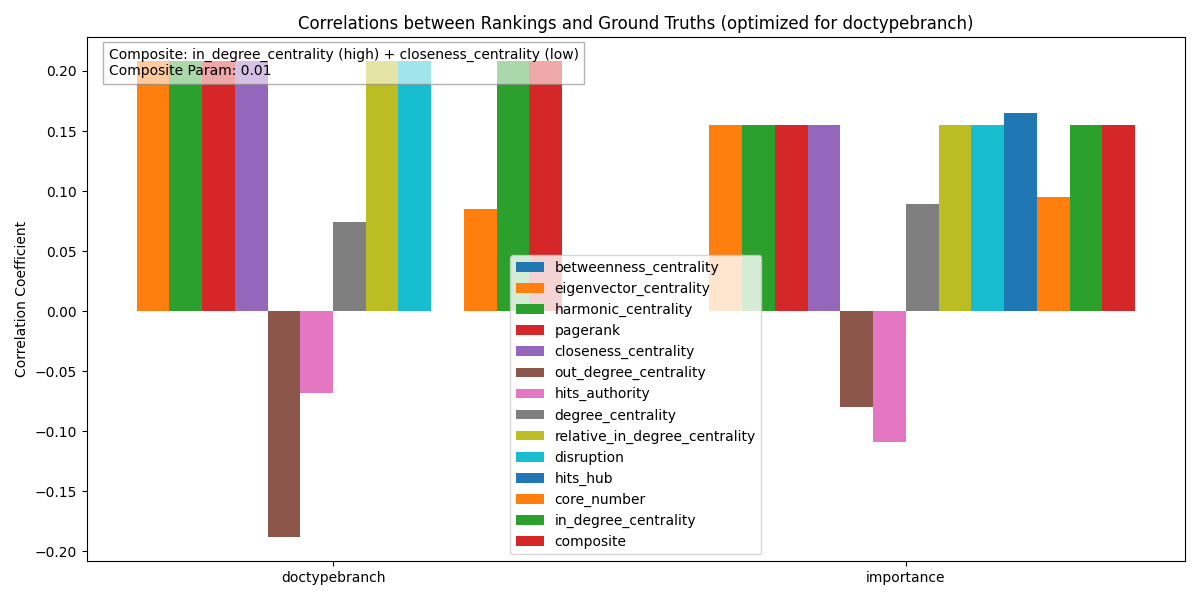 Correlations between Rankings and Ground Truths (optimized for doctypebranch)
Composite: in_degree_centrality (high) + closeness_centrality (low)
Composite Param: 0.01
Correlation Coefficient
0.20
0.15
0.10
0.05
0.00
−0.05
−0.10
−0.15
−0.20
betweenness_centrality
eigenvector_centrality
harmonic_centrality
pagerank
closeness_centrality
out_degree_centrality
hits_authority
degree_centrality
relative_in_degree_centrality
disruption
hits_hub
core_number
in_degree_centrality
composite
doctypebranch
importance